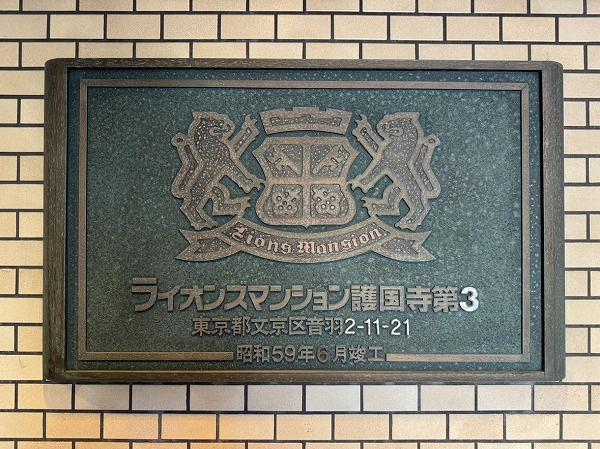 Lions Mansion
ライオンズマンション護国寺第3
東京都文京区音羽2-11-21
昭和59年6月竣工